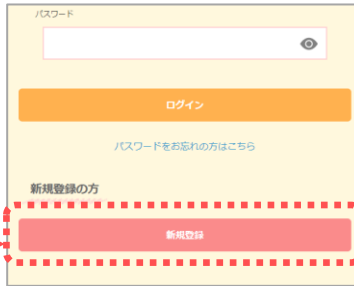 パスワード
ログイン
パスワードをお忘れの方はこちら
新規登録の方
新規登録